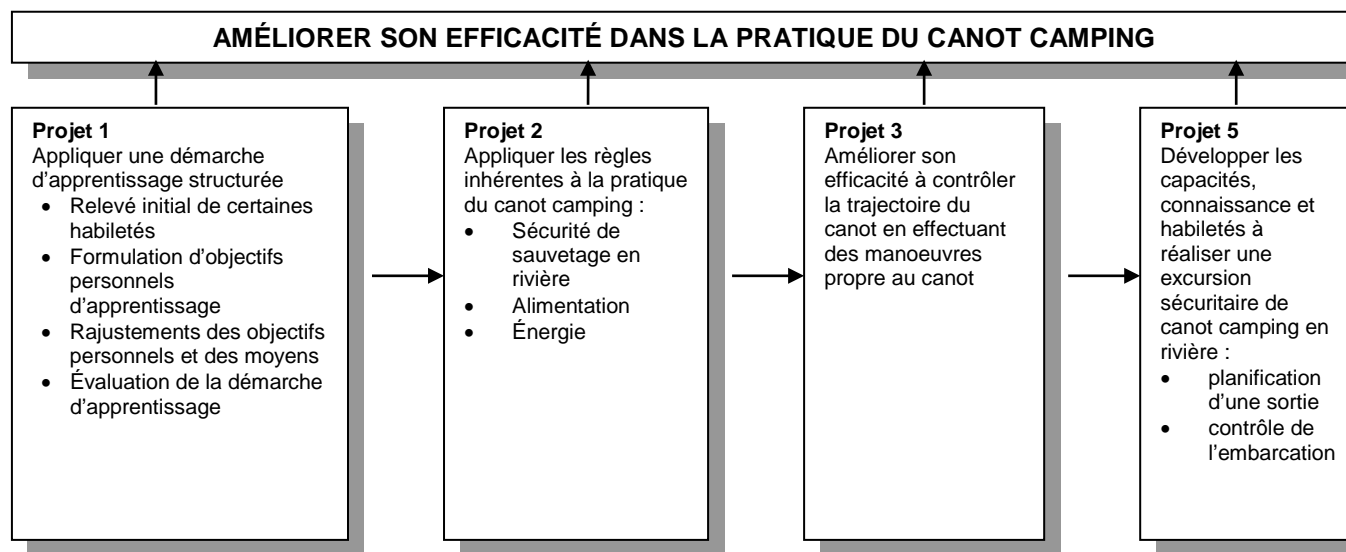 AMÉLIORER SON EFFICACITÉ DANS LA PRATIQUE DU CANOT CAMPING
Projet 1
Appliquer une démarche
d'apprentissage structurée
• Relevé initial de certaines
habiletés
• Formulation d'objectifs
personnels
d'apprentissage
• Rajustements des objectifs
personnels et des moyens
• Évaluation de la démarche
d'apprentissage
Projet 2
Appliquer les règles
inhérentes à la pratique
du canot camping :
• Sécurité de
sauvetage en
rivière
• Alimentation
• Énergie
Projet 3
Améliorer son
efficacité à contrôler
la trajectoire du
canot en effectuant
des manoeuvres
propre au canot
Projet 5
Développer les
capacités,
connaissance et
habiletés à
réaliser une
excursion
sécuritaire de
canot camping en
rivière :
• planification
d'une sortie
• contrôle de
l'embarcation